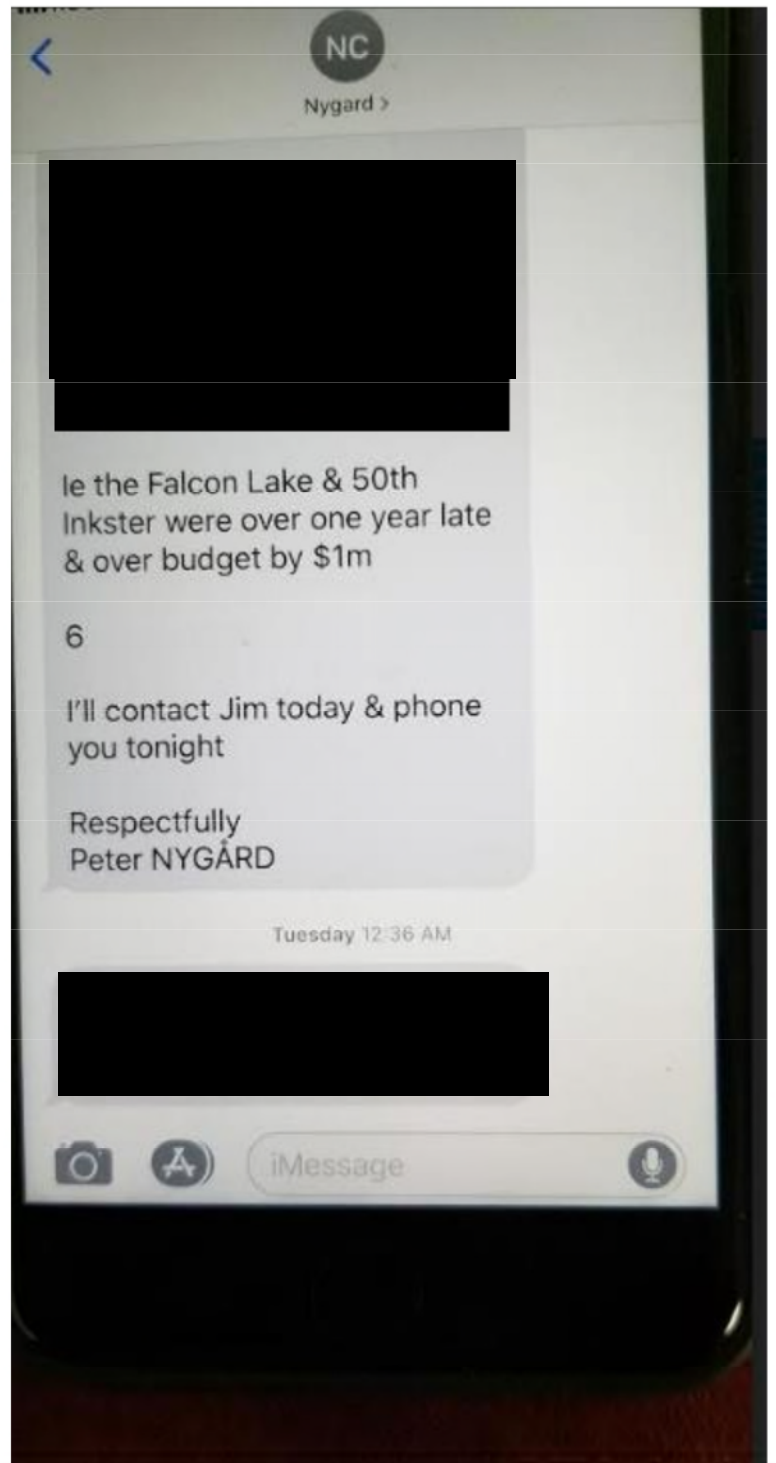 NC
Nygard >
le the Falcon Lake & 50th
Inkster were over one year late
& over budget by $1m
6
I'll contact Jim today & phone
you tonight
Respectfully
Peter NYGÅRD
Tuesday 12:36 AM
iMessage